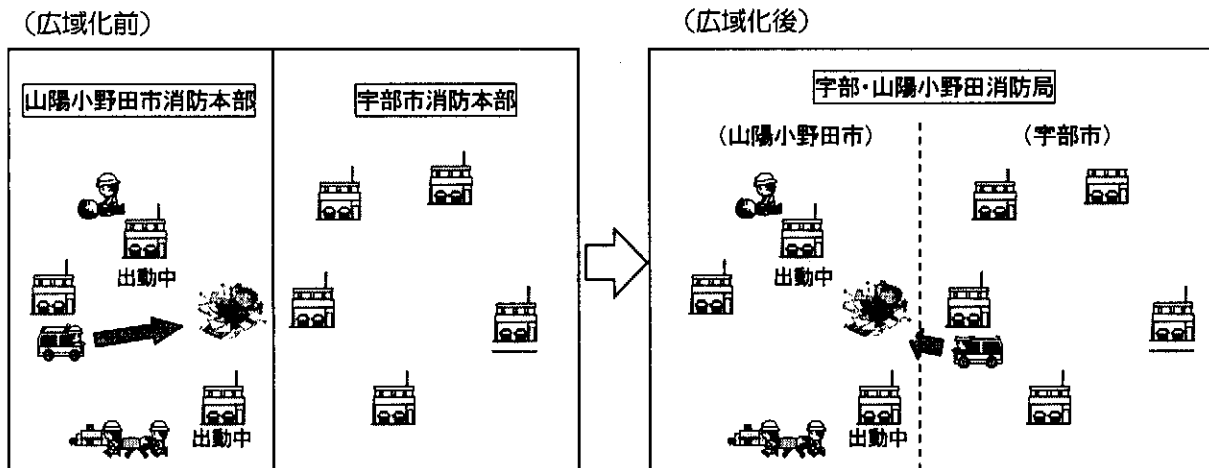 （広域化前）
山陽小野田市消防本部
宇部市消防本部
出動中
出動中
（広域化後）
宇部・山陽小野田消防局
（山陽小野田市）
（宇部市）
出動中
出動中